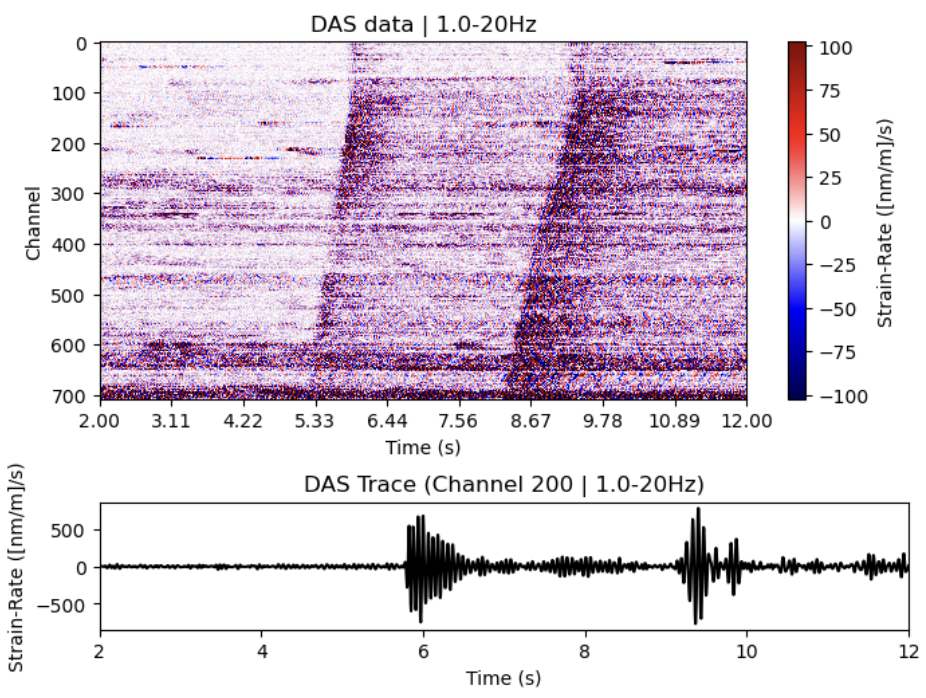 DAS data | 1.0-20Hz
0
100
200
300
400
500
600
700
Channel
2.00 3.11 4.22 5.33 6.44 7.56 8.67 9.78 10.89 12.00
Time (s)
100
75
50
25
0
−25
−50
−75
−100
Strain-Rate ([nm/m]/s)
DAS Trace (Channel 200 | 1.0-20Hz)
500
0
−500
Strain-Rate ([nm/m]/s)
2 4 6 8 10 12
Time (s)